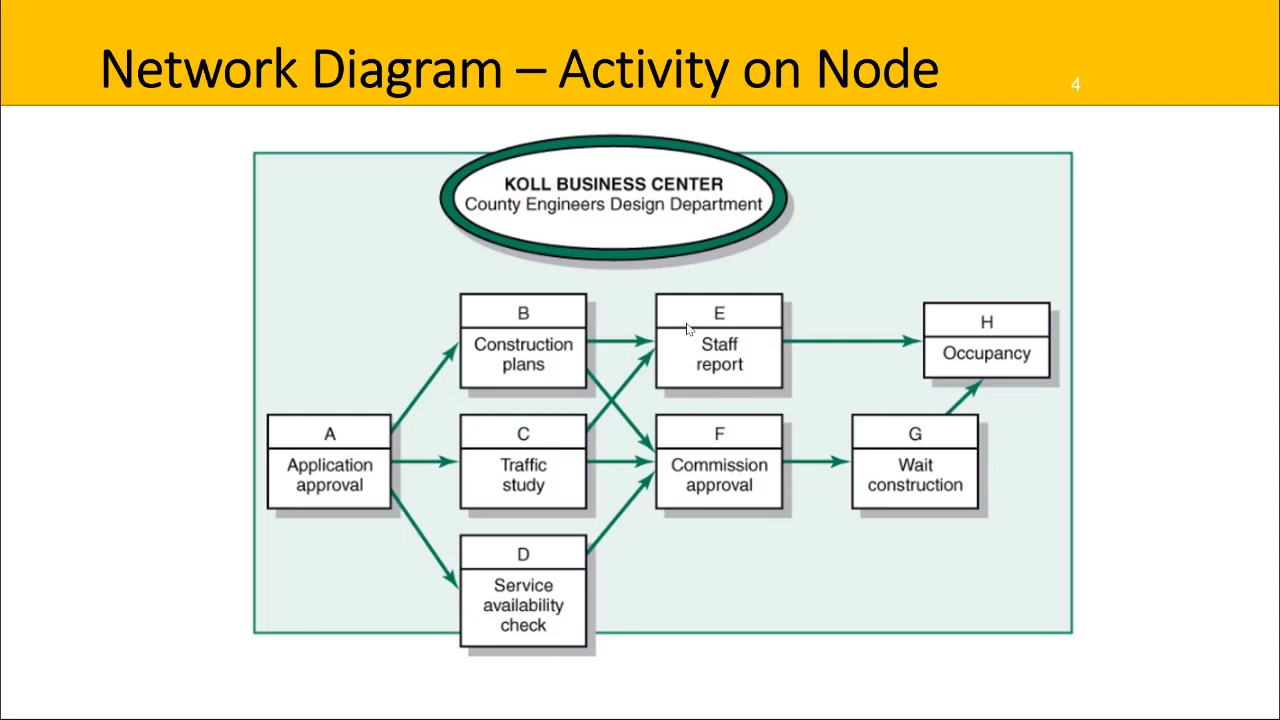 Network Diagram – Activity on Node
4
KOLL BUSINESS CENTER
County Engineers Design Department
B
Construction
plans
E
Staff
report
H
Occupancy
A
Application
approval
C
Traffic
study
F
Commission
approval
G
Wait
construction
D
Service
availability
check